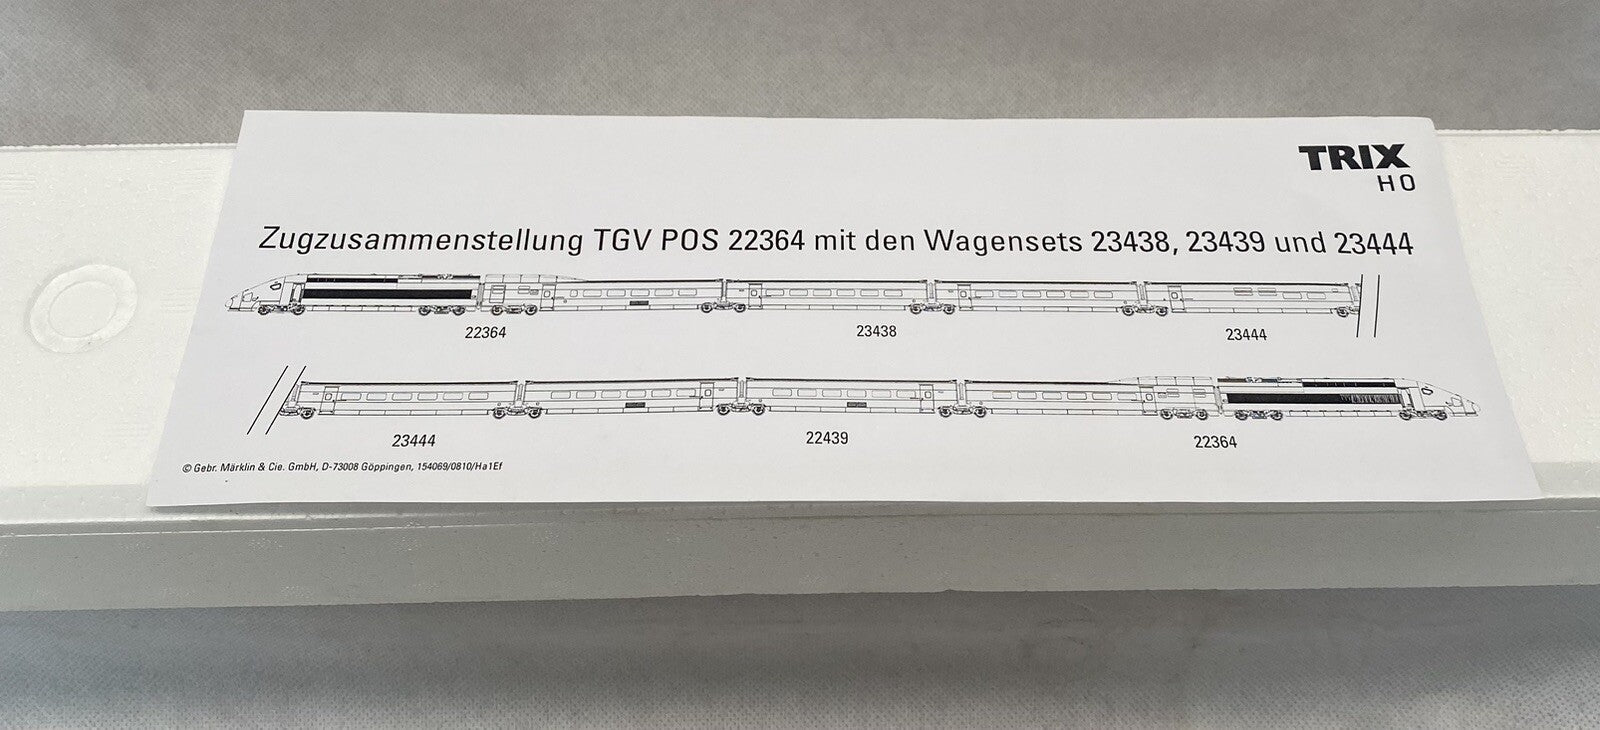 TRIX
H0
Zugzusammenstellung TGV POS 22364 mit den Wagensets 23438, 23439 und 23444
22364 23438 23444
23444 22439 22364
© Gebr. Märklin & Cie. GmbH, D-73008 Göppingen, 154069/0810/Ha1Ef